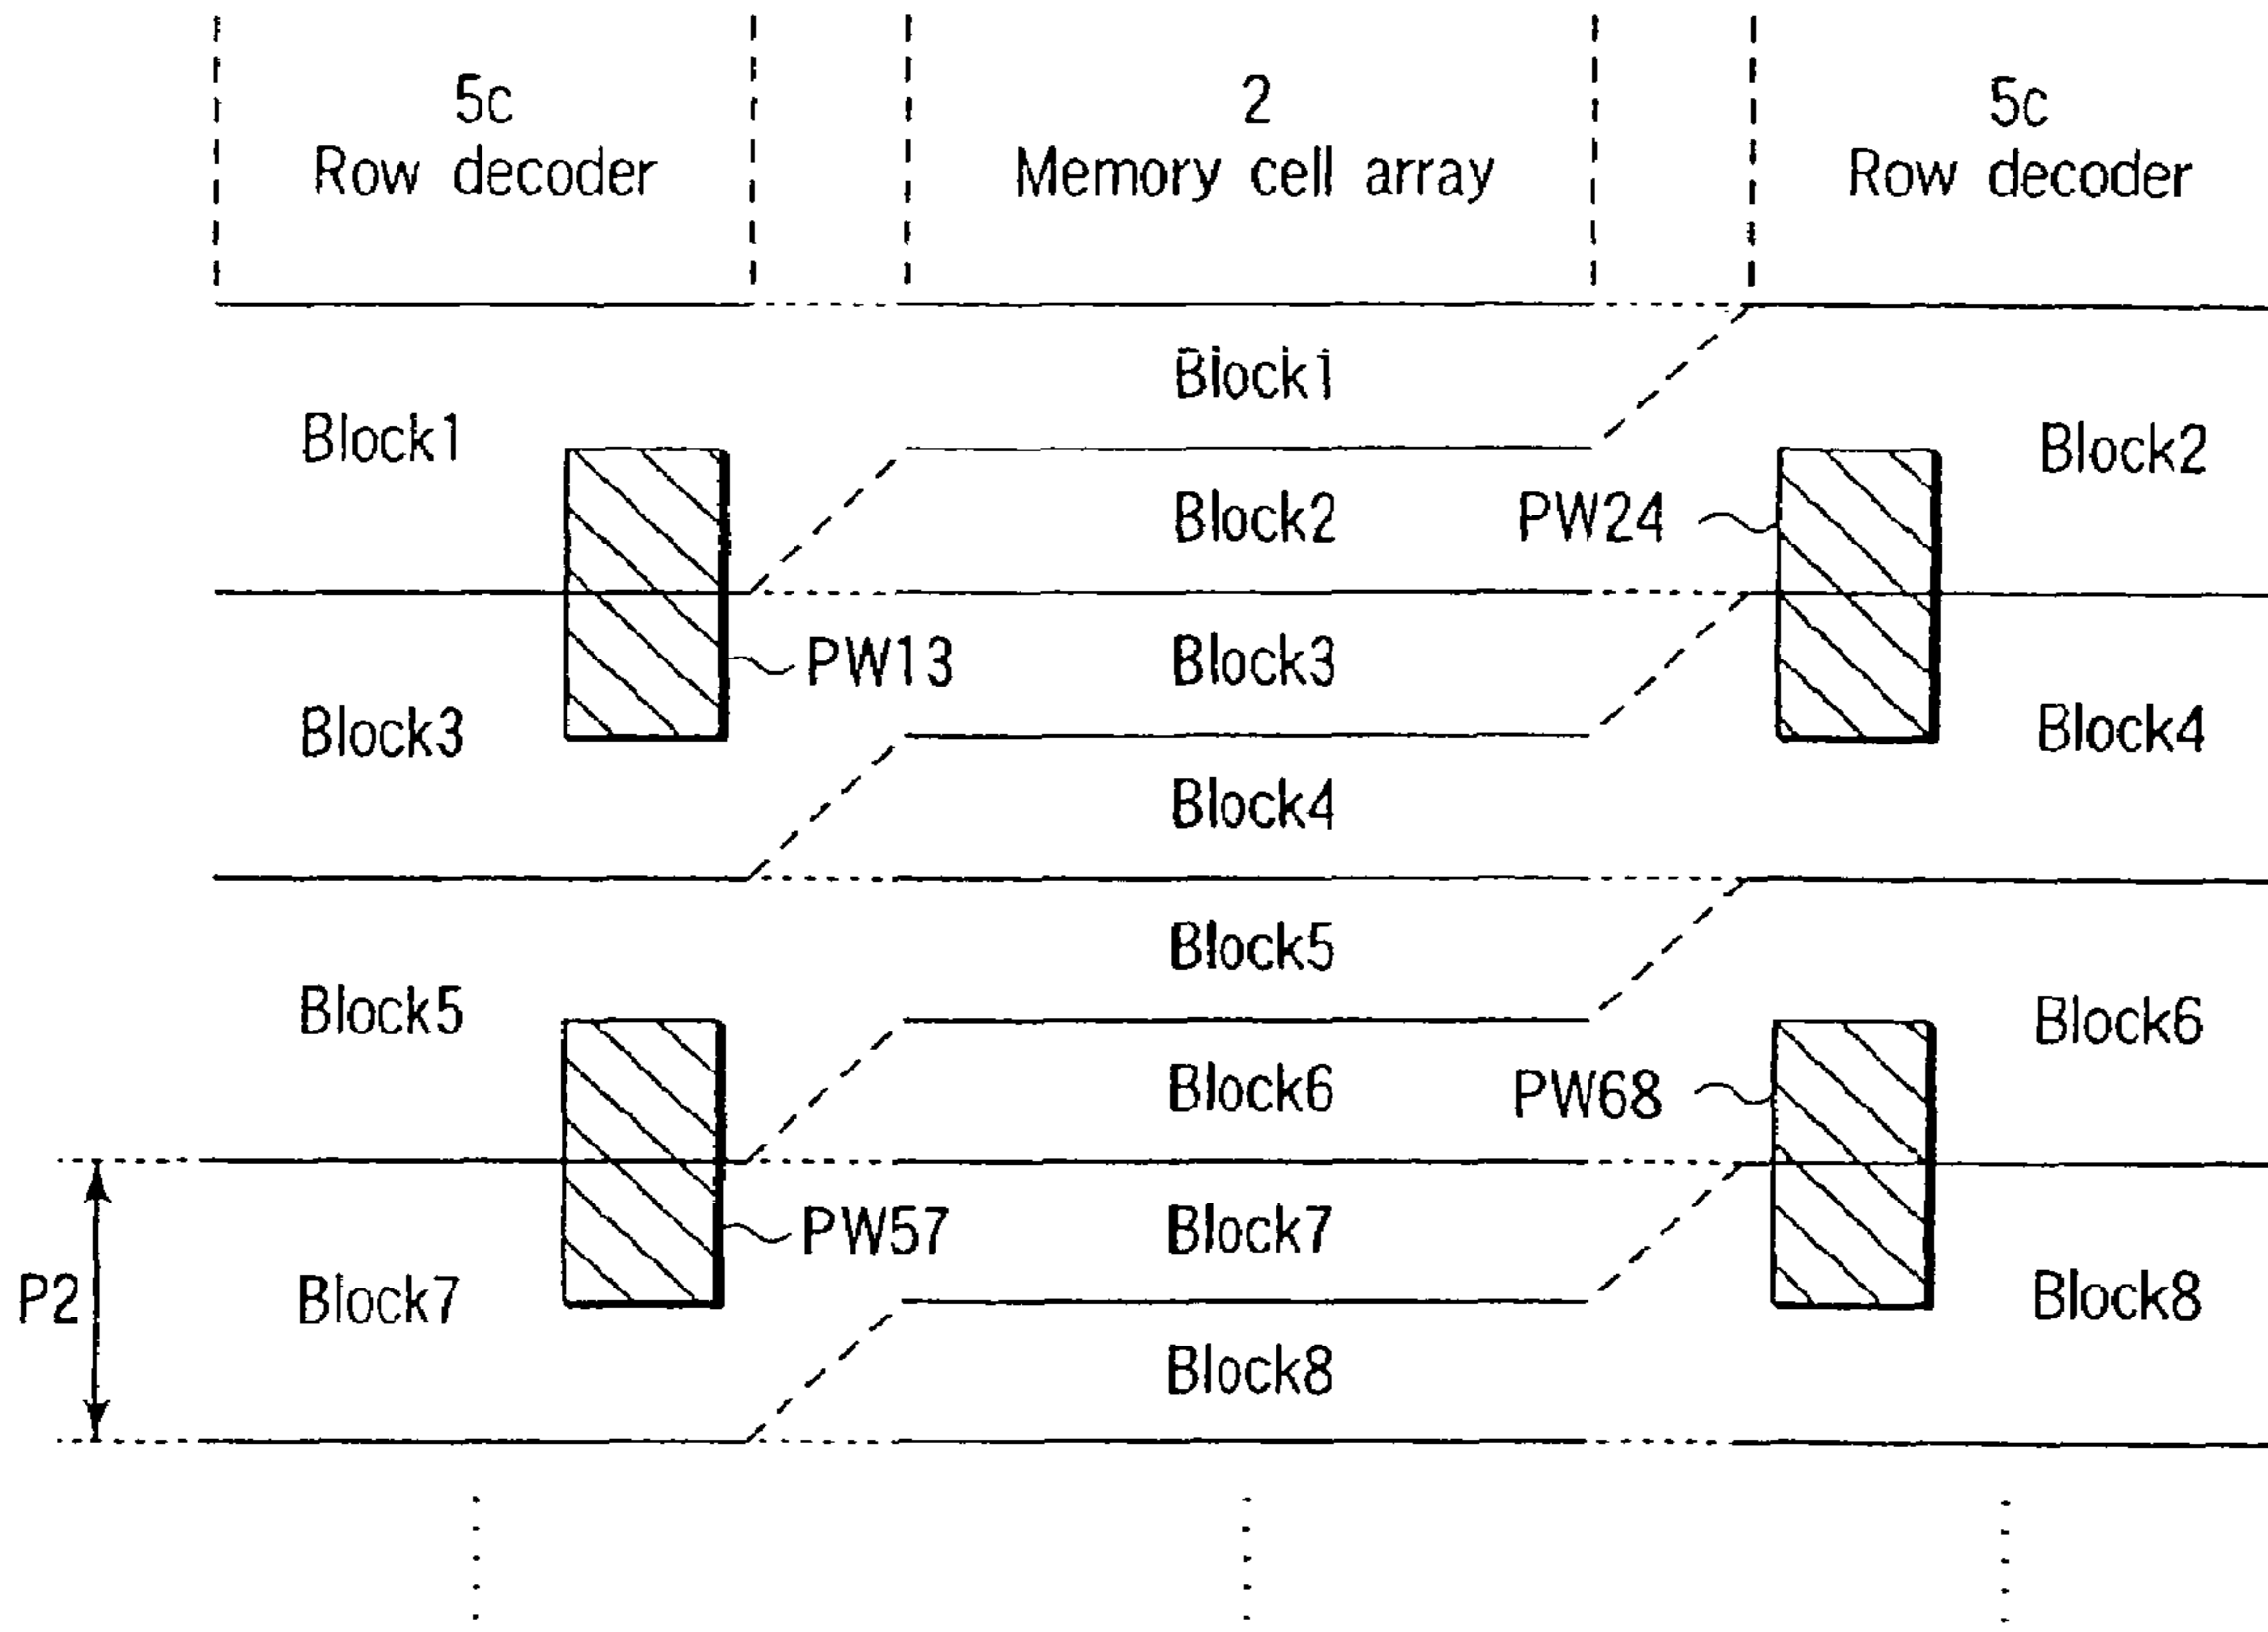 5c
Row decoder
2
Memory cell array
5c
Row decoder
Block1
Block1
Block2
Block2
PW24
PW13
Block3
Block3
Block4
Block4
Block5
Block5
Block6
Block6
PW68
PW57
Block7
P2
Block7
Block8
Block8